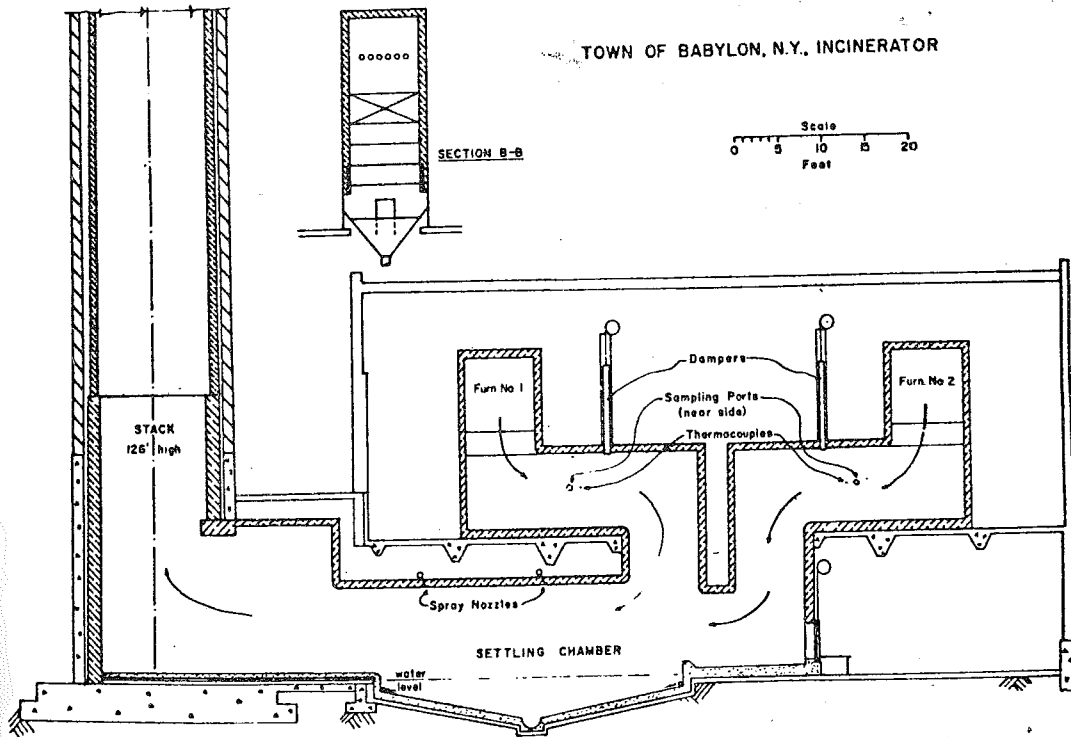 TOWN OF BABYLON, N.Y., INCINERATOR
Scale
0 5 10 15 20
Feet
SECTION B-B
Dampers
Furn. No 1
Furn. No 2
Sampling Ports
(near side)
Thermocouples
STACK
126' high
Spray Nozzles
SETTLING CHAMBER
water
level